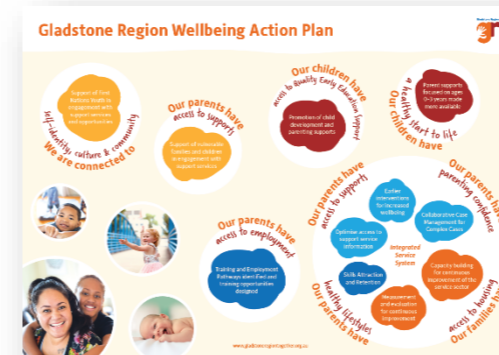 Gladstone Region Wellbeing Action Plan
Support of First
Nations Youth in
engagement with
support services
and opportunities
self-identity, culture & community
We are connected to
Our parents have
access to supports
Support of vulnerable
families and children
engagement with
support services
Our children have
access to Quality Early Education Support
Promotion of child
development and
parenting supports
Parent supports
focused on ages
0-3 years made
more available
a healthy start to life
Our children have
Our parents have
access to employment
Training and Employment
Pathways identified and
training opportunities
designed
Our parents have
access to supports
Our parents have
parenting confidence
Earlier
interventions
for increased
wellbeing
Collaborative Case
Management for
Complex Cases
Optimise access to
support service
information
Integrated
Service
System
Capacity building
for continuous
improvement of the
service sector
Skills Attraction
and Retention
Measurement
and evaluation
for continuous
improvement
healthy lifestyles
Our parents have
access to housing
Our families have